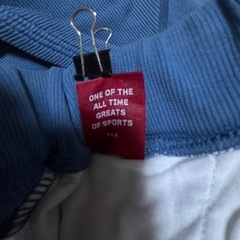 ONE OF THE
ALL TIME
GREATS
OF SPORTS